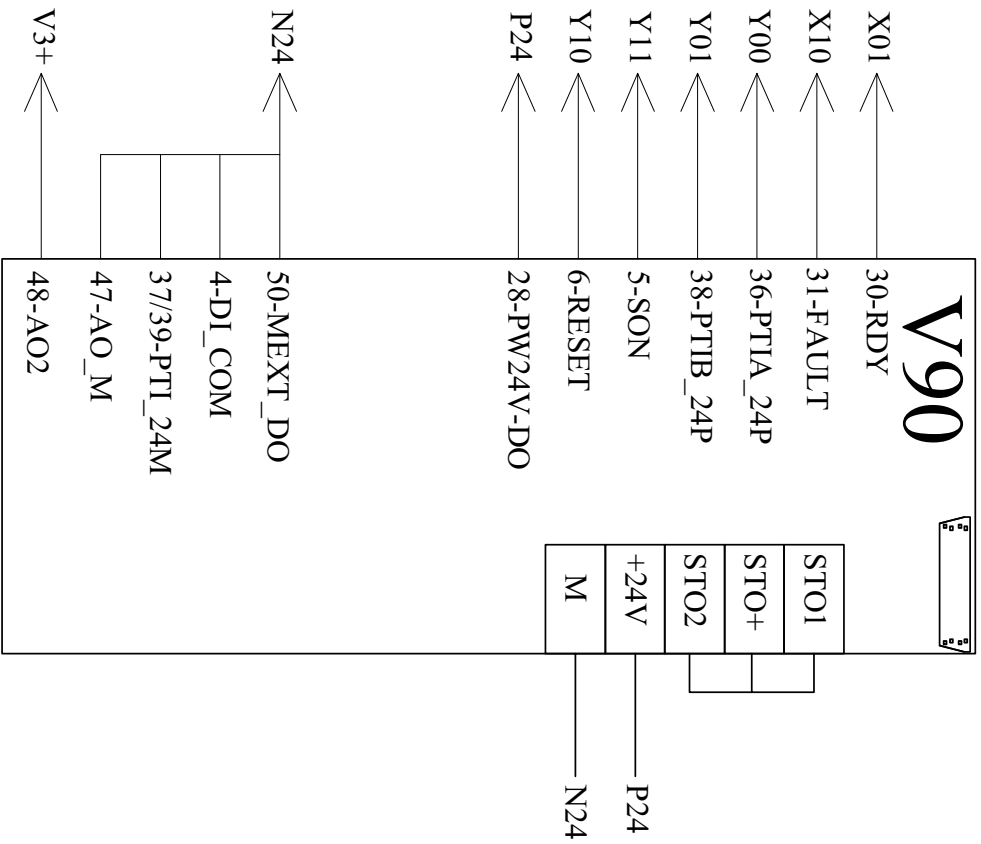 V90
X01 30-RDY
X10 31-FAULT
Y00 36-PTIA_24P
Y01 38-PTIB_24P
Y11 5-SON
Y10 6-RESET
P24 28-PW24V-DO
N24 50-MEXT_DO
4-DI_COM
37/39-PTI_24M
47-AO_M
V3+ 48-AO2
STO1
STO+
STO2
+24V P24
M N24